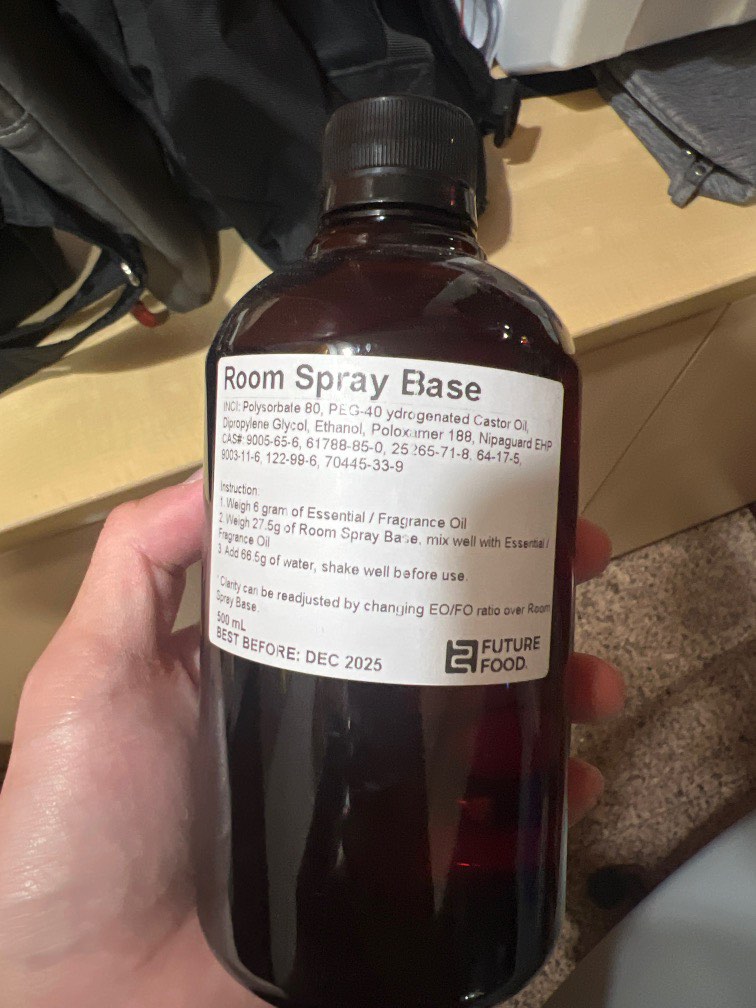 Room Spray Base
INCI: Polysorbate 80, PEG-40 ydrogenated Castor Oil,
Dipropylene Glycol, Ethanol, Poloxamer 188, Nipaguard EHP
CAS#: 9005-65-6, 61788-85-0, 25265-71-8, 64-17-5,
9003-11-6, 122-99-6, 70445-33-9
Instruction:
1. Weigh 6 gram of Essential / Fragrance Oil
2. Weigh 27.5g of Room Spray Base, mix well with Essential /
Fragrance Oil
3. Add 66.5g of water, shake well before use.
* Clarity can be readjusted by changing EO/FO ratio over Room
Spray Base.
500 mL
BEST BEFORE: DEC 2025
FUTURE
FOOD.